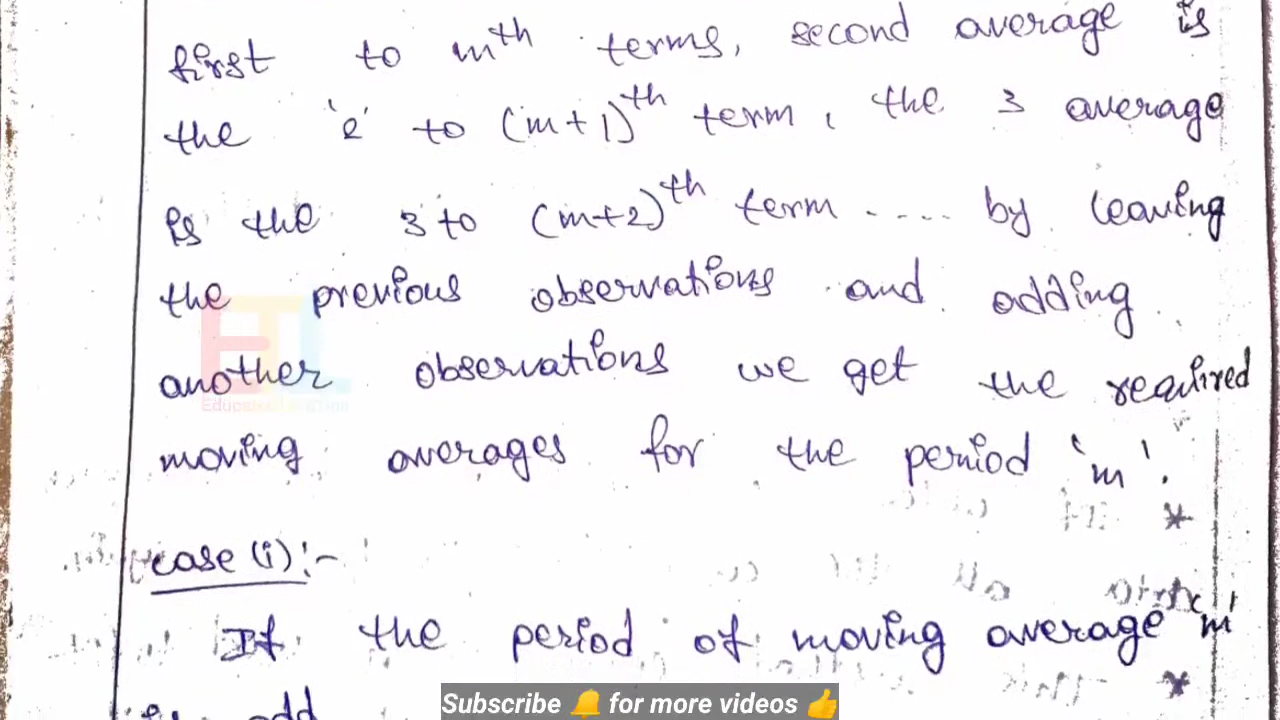 first to mth terms, second average is
the '2' to (m+1)th term, the 3 average
is the 3 to (m+2)th term ..... by leaving
the previous observations and adding
another observations we get the required
moving averages for the period 'm'.
case (i):-
If the period of moving average 'm'
is odd
Subscribe 🔔 for more videos 👍